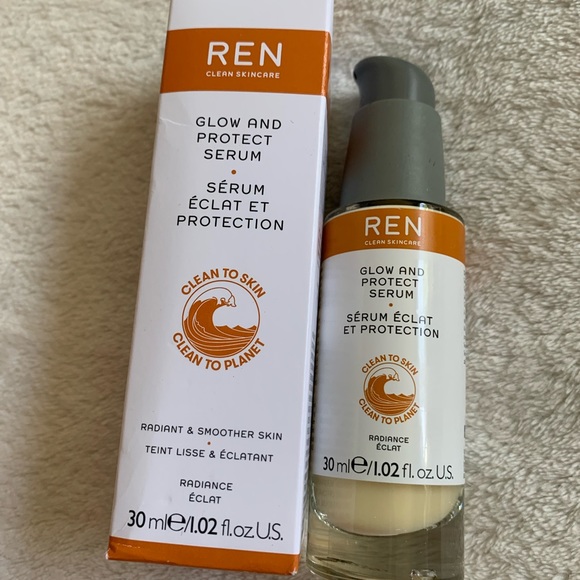 REN
CLEAN SKINCARE
GLOW AND
PROTECT
SERUM
SÉRUM
ÉCLAT ET
PROTECTION
CLEAN TO SKIN
CLEAN TO PLANET
RADIANT & SMOOTHER SKIN
TEINT LISSE & ÉCLATANT
RADIANCE
ÉCLAT
30 ml℮/1.02 fl.oz.U.S.
REN
CLEAN SKINCARE
GLOW AND
PROTECT
SERUM
SÉRUM ÉCLAT
ET PROTECTION
CLEAN TO SKIN
CLEAN TO PLANET
RADIANCE
ÉCLAT
30 ml℮/1.02 fl.oz.U.S.